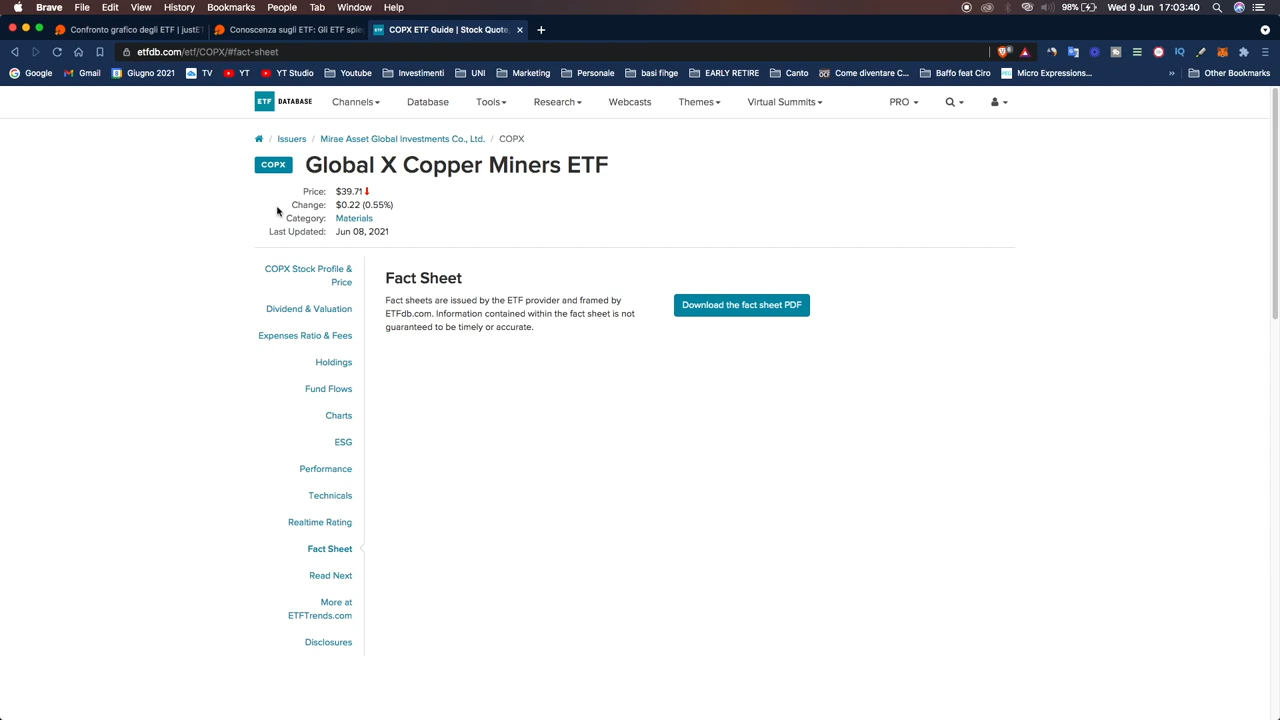 Brave File Edit View History Bookmarks People Tab Window Help
98% Mar 8 Jun 17:02
Confronto grafico degli ETF | justET
Conoscenza sugli ETF: Gli ETF spie
COPX ETF Guide | Stock Quote,
etfdb.com/etf/COPX/#fact-sheet
Google Gmail Giugno 2021 TV YT YT Studio Youtube Investimenti UNI Marketing Personale basi finge EARLY RETIRE Canto Come diventare C... Baffo feat Ciro Micro Expressions... » Other Bookmarks
ETF DATABASE Channels Database Tools Research Webcasts Themes Virtual Summits PRO
/ Issuers / Mirae Asset Global Investments Co., Ltd. / COPX
COPX Global X Copper Miners ETF
Price: $39.71
Change: $0.22 (0.55%)
Category: Materials
Last Updated: Jun 08, 2021
COPX Stock Profile &
Price
Dividend & Valuation
Expenses Ratio & Fees
Holdings
Fund Flows
Charts
ESG
Performance
Technicals
Realtime Rating
Fact Sheet
Read Next
More at
ETFTrends.com
Disclosures
Fact Sheet
Fact sheets are issued by the ETF provider and framed by
ETFdb.com. Information contained within the fact sheet is not
guaranteed to be timely or accurate.
Download the fact sheet PDF